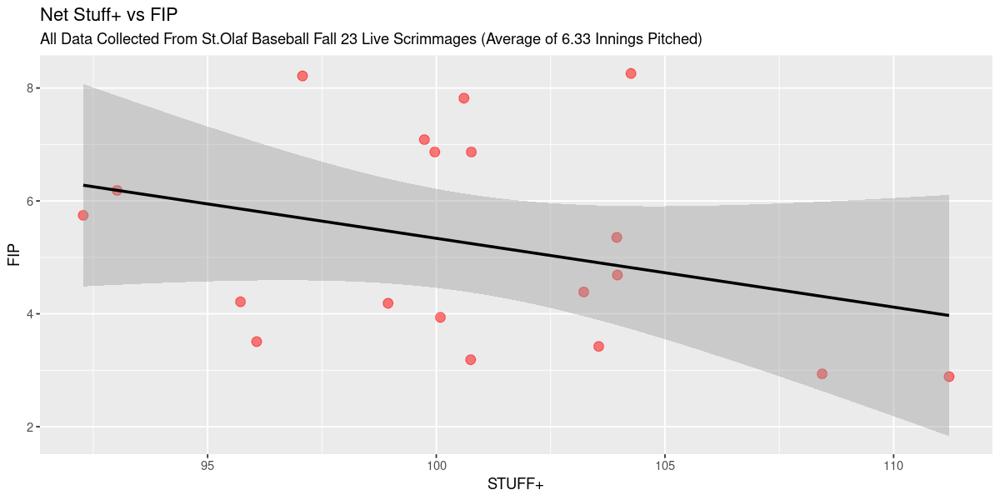 Net Stuff+ vs FIP
All Data Collected From St.Olaf Baseball Fall 23 Live Scrimmages (Average of 6.33 Innings Pitched)
8
6
4
2
FIP
95 100 105 110
STUFF+